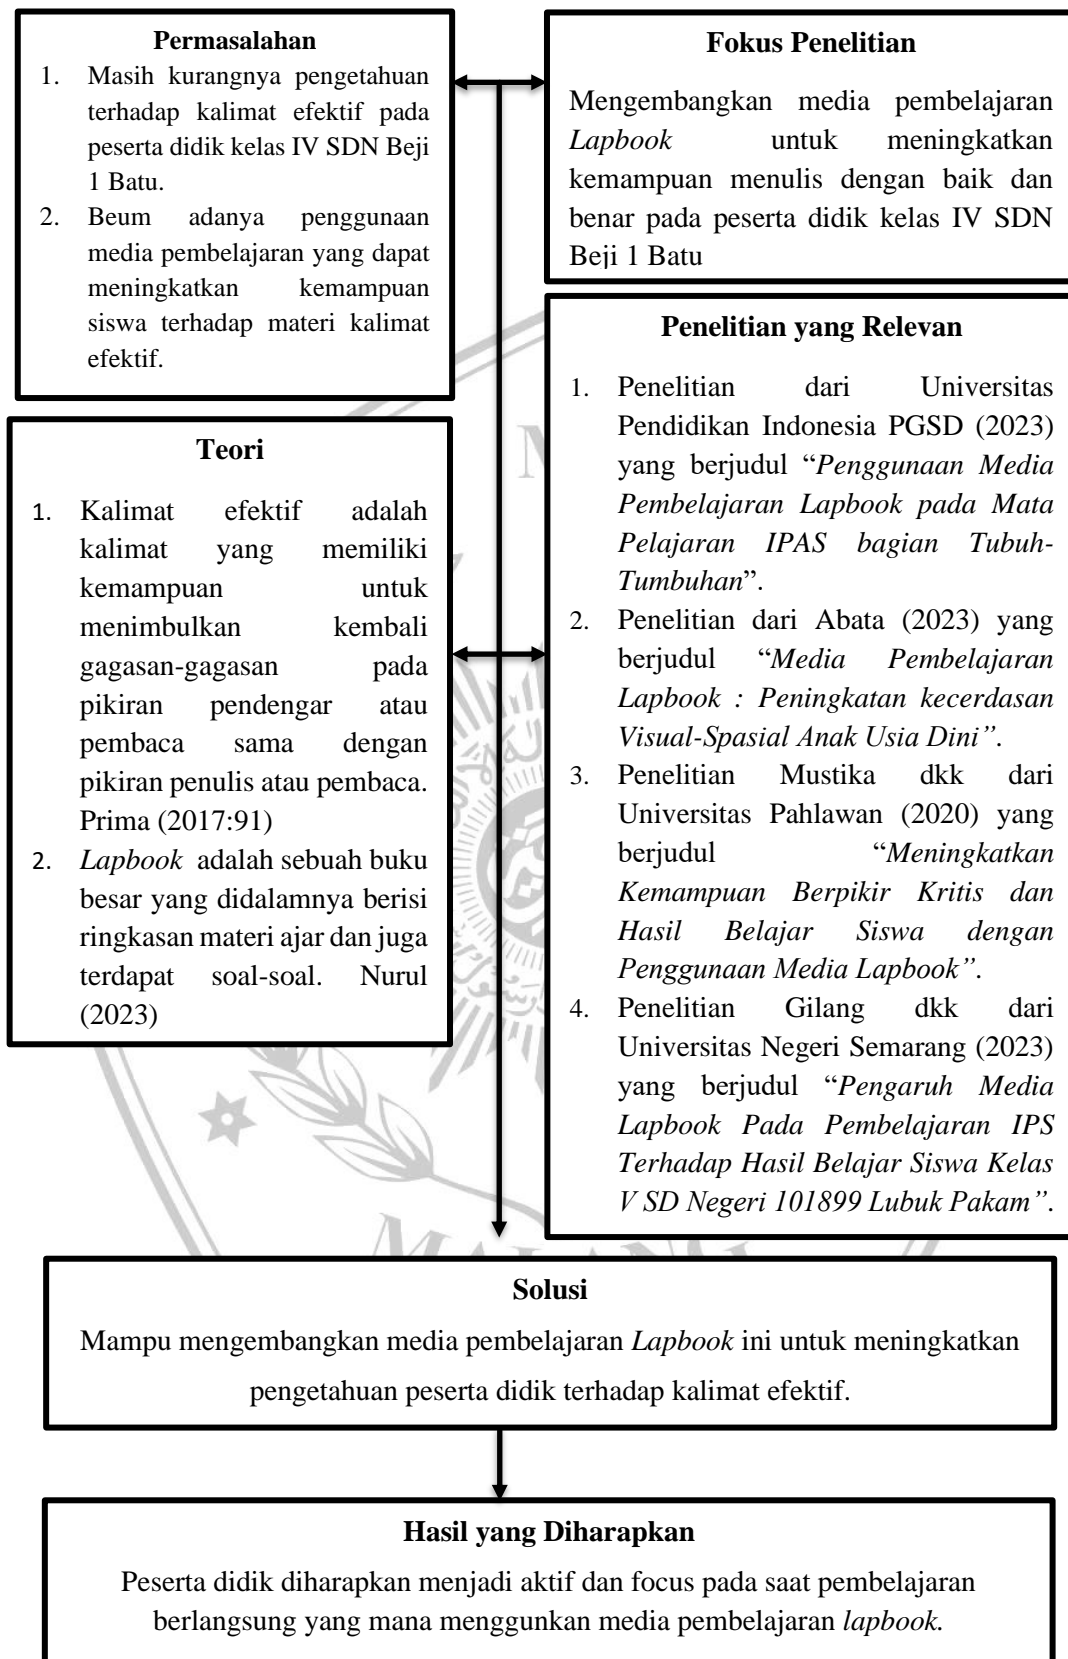 Permasalahan
1. Masih kurangnya pengetahuan
terhadap kalimat efektif pada
peserta didik kelas IV SDN Beji
1 Batu.
2. Beum adanya penggunaan
media pembelajaran yang dapat
meningkatkan kemampuan
siswa terhadap materi kalimat
efektif.
Fokus Penelitian
Mengembangkan media pembelajaran
Lapbook untuk meningkatkan
kemampuan menulis dengan baik dan
benar pada peserta didik kelas IV SDN
Beji 1 Batu
Teori
1. Kalimat efektif adalah
kalimat yang memiliki
kemampuan untuk
menimbulkan kembali
gagasan-gagasan pada
pikiran pendengar atau
pembaca sama dengan
pikiran penulis atau pembaca.
Prima (2017:91)
2. Lapbook adalah sebuah buku
besar yang didalamnya berisi
ringkasan materi ajar dan juga
terdapat soal-soal. Nurul
(2023)
Penelitian yang Relevan
1. Penelitian dari Universitas
Pendidikan Indonesia PGSD (2023)
yang berjudul “Penggunaan Media
Pembelajaran Lapbook pada Mata
Pelajaran IPAS bagian Tubuh-
Tumbuhan”.
2. Penelitian dari Abata (2023) yang
berjudul “Media Pembelajaran
Lapbook : Peningkatan kecerdasan
Visual-Spasial Anak Usia Dini”.
3. Penelitian Mustika dkk dari
Universitas Pahlawan (2020) yang
berjudul “Meningkatkan
Kemampuan Berpikir Kritis dan
Hasil Belajar Siswa dengan
Penggunaan Media Lapbook”.
4. Penelitian Gilang dkk dari
Universitas Negeri Semarang (2023)
yang berjudul “Pengaruh Media
Lapbook Pada Pembelajaran IPS
Terhadap Hasil Belajar Siswa Kelas
V SD Negeri 101899 Lubuk Pakam”.
MALANG
Solusi
Mampu mengembangkan media pembelajaran Lapbook ini untuk meningkatkan
pengetahuan peserta didik terhadap kalimat efektif.
Hasil yang Diharapkan
Peserta didik diharapkan menjadi aktif dan focus pada saat pembelajaran
berlangsung yang mana menggunkan media pembelajaran lapbook.